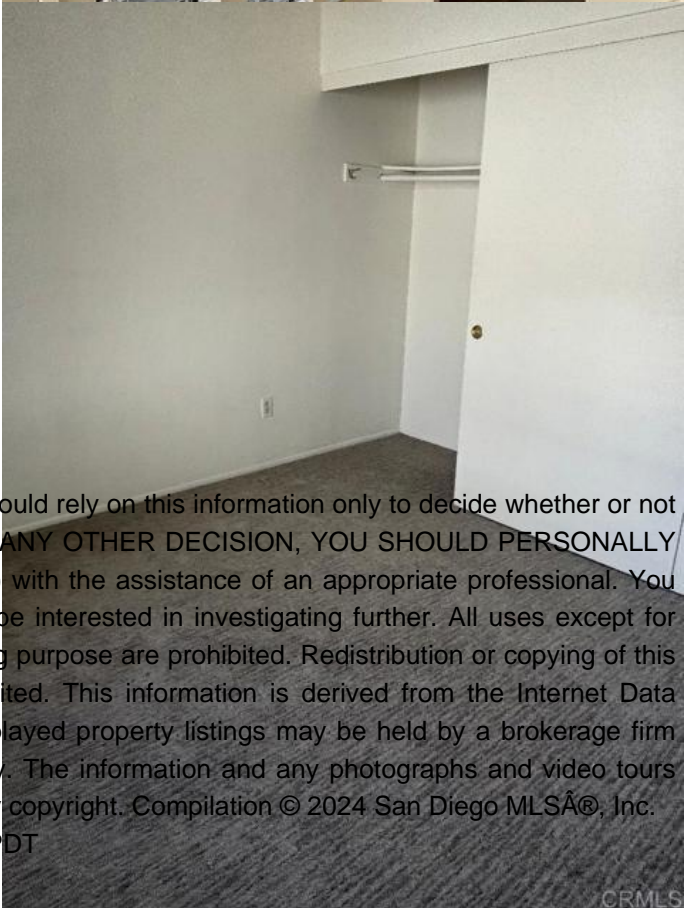 ould rely on this information only to decide whether or not
ANY OTHER DECISION, YOU SHOULD PERSONALLY
with the assistance of an appropriate professional. You
be interested in investigating further. All uses except for
g purpose are prohibited. Redistribution or copying of this
ited. This information is derived from the Internet Data
played property listings may be held by a brokerage firm
y. The information and any photographs and video tours
r copyright. Compilation © 2024 San Diego MLSÂ®, Inc.
PDT
CRMLS